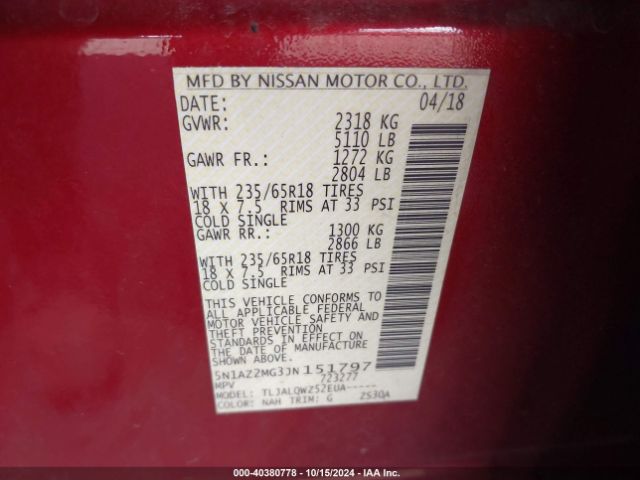 MFD BY NISSAN MOTOR CO., LTD.
DATE: 04/18
GVWR: 2318 KG
5110 LB
GAWR FR.: 1272 KG
2804 LB
WITH 235/65R18 TIRES
18 X 7.5 RIMS AT 33 PSI
COLD SINGLE
GAWR RR.: 1300 KG
2866 LB
WITH 235/65R18 TIRES
18 X 7.5 RIMS AT 33 PSI
COLD SINGLE
THIS VEHICLE CONFORMS TO
ALL APPLICABLE FEDERAL
MOTOR VEHICLE SAFETY AND
THEFT PREVENTION
STANDARDS IN EFFECT ON
THE DATE OF MANUFACTURE
SHOWN ABOVE.
5N1AZ2MG3JN151797
MPV 723277
MODEL: TLJALQWZ52EUA-----
COLOR: NAH TRIM: G ZS30A
000-40380778 - 10/15/2024 - IAA Inc.